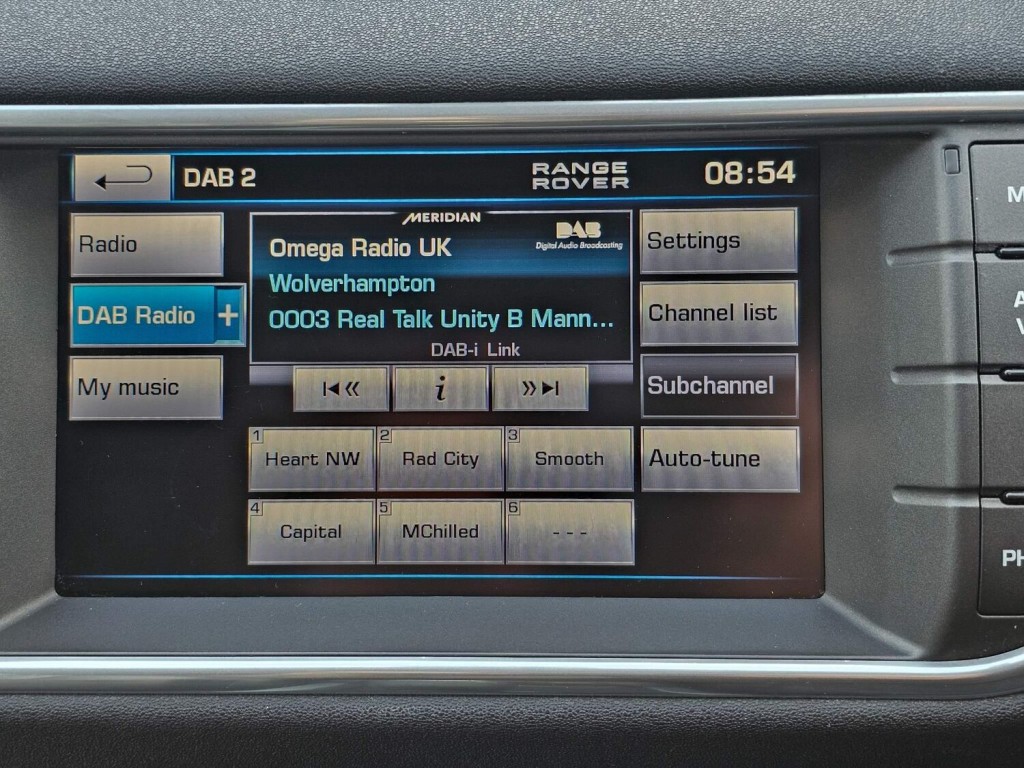 DAB 2
RANGE
ROVER
08:54
Radio
DAB Radio +
My music
MERIDIAN
DAB
Digital Audio Broadcasting
Omega Radio UK
Wolverhampton
0003 Real Talk Unity B Mann...
DAB-i Link
i
Settings
Channel list
Subchannel
Auto-tune
1 Heart NW
2 Rad City
3 Smooth
4 Capital
5 MChilled
6 ---
M
A
V
PH